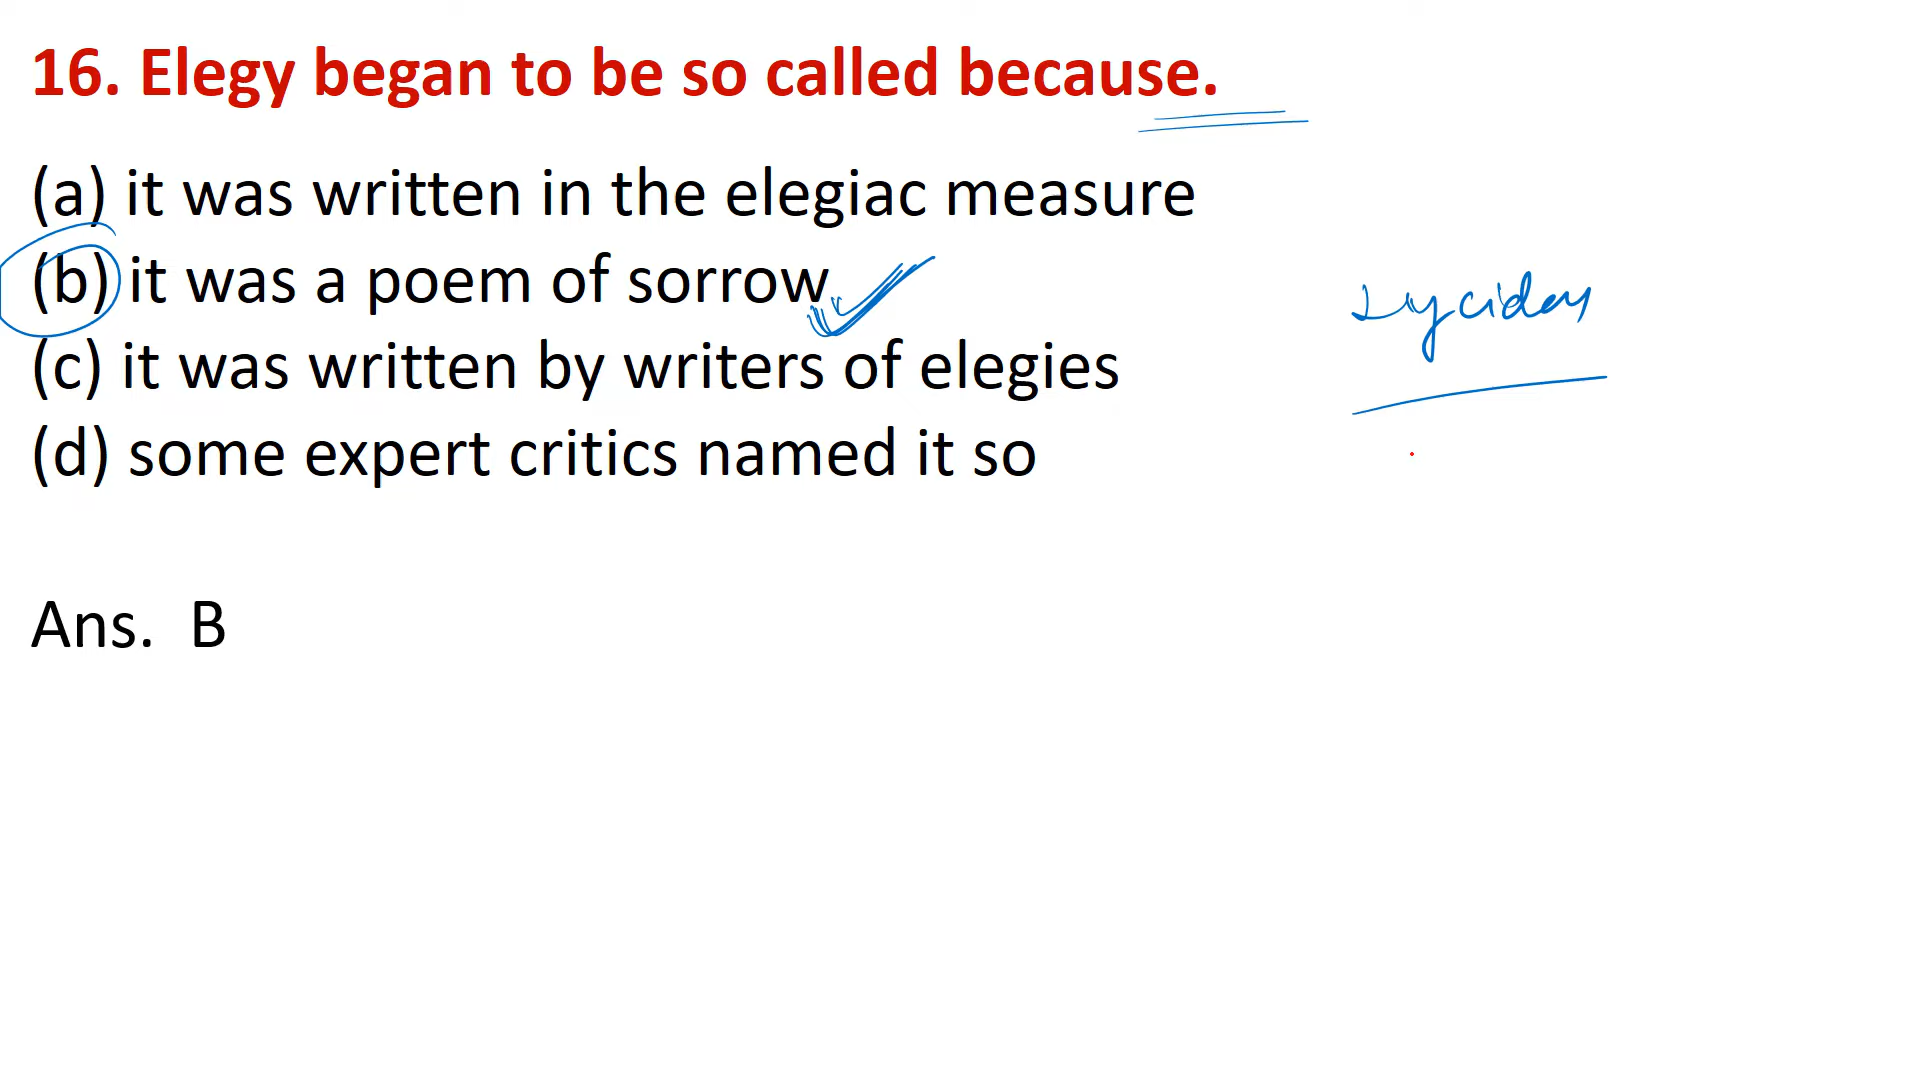 16. Elegy began to be so called because.
(a) it was written in the elegiac measure
(b) it was a poem of sorrow
Lycidas
(c) it was written by writers of elegies
(d) some expert critics named it so
Ans. B